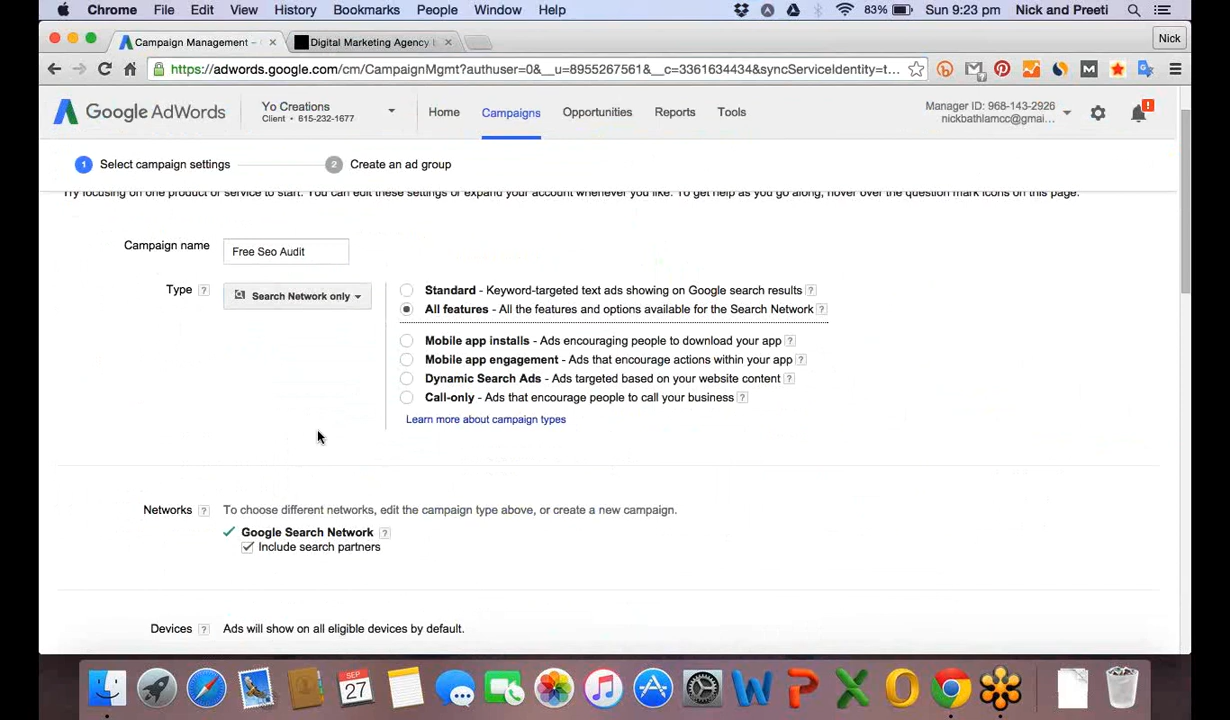 Chrome File Edit View History Bookmarks People Window Help 83% Sun 9:23 pm Nick and Preeti
Campaign Management – Digital Marketing Agency Nick
https://adwords.google.com/cm/CampaignMgmt?authuser=0&__u=8955267561&__c=3361634434&syncServiceIdentity=t...
Google AdWords Yo Creations Client • 615-232-1677 Home Campaigns Opportunities Reports Tools Manager ID: 968-143-2926
nickbathlamcc@gmai...
1 Select campaign settings 2 Create an ad group
Try focusing on one product or service to start. You can edit these settings or expand your account whenever you like. To get help as you go along, hover over the question mark icons on this page.
Campaign name Free Seo Audit
Type ? Search Network only Standard - Keyword-targeted text ads showing on Google search results ?
All features - All the features and options available for the Search Network ?
Mobile app installs - Ads encouraging people to download your app ?
Mobile app engagement - Ads that encourage actions within your app ?
Dynamic Search Ads - Ads targeted based on your website content ?
Call-only - Ads that encourage people to call your business ?
Learn more about campaign types
Networks ? To choose different networks, edit the campaign type above, or create a new campaign.
Google Search Network ?
Include search partners
Devices ? Ads will show on all eligible devices by default.
SEP
27